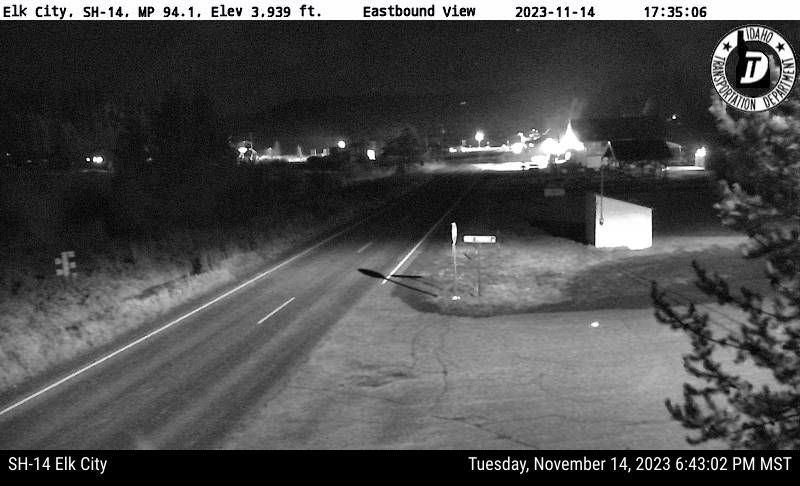 Elk City, SH-14, MP 94.1, Elev 3,939 ft. Eastbound View 2023-11-14 17:35:06
IDAHO
TRANSPORTATION DEPARTMENT
SH-14 Elk City Tuesday, November 14, 2023 6:43:02 PM MST